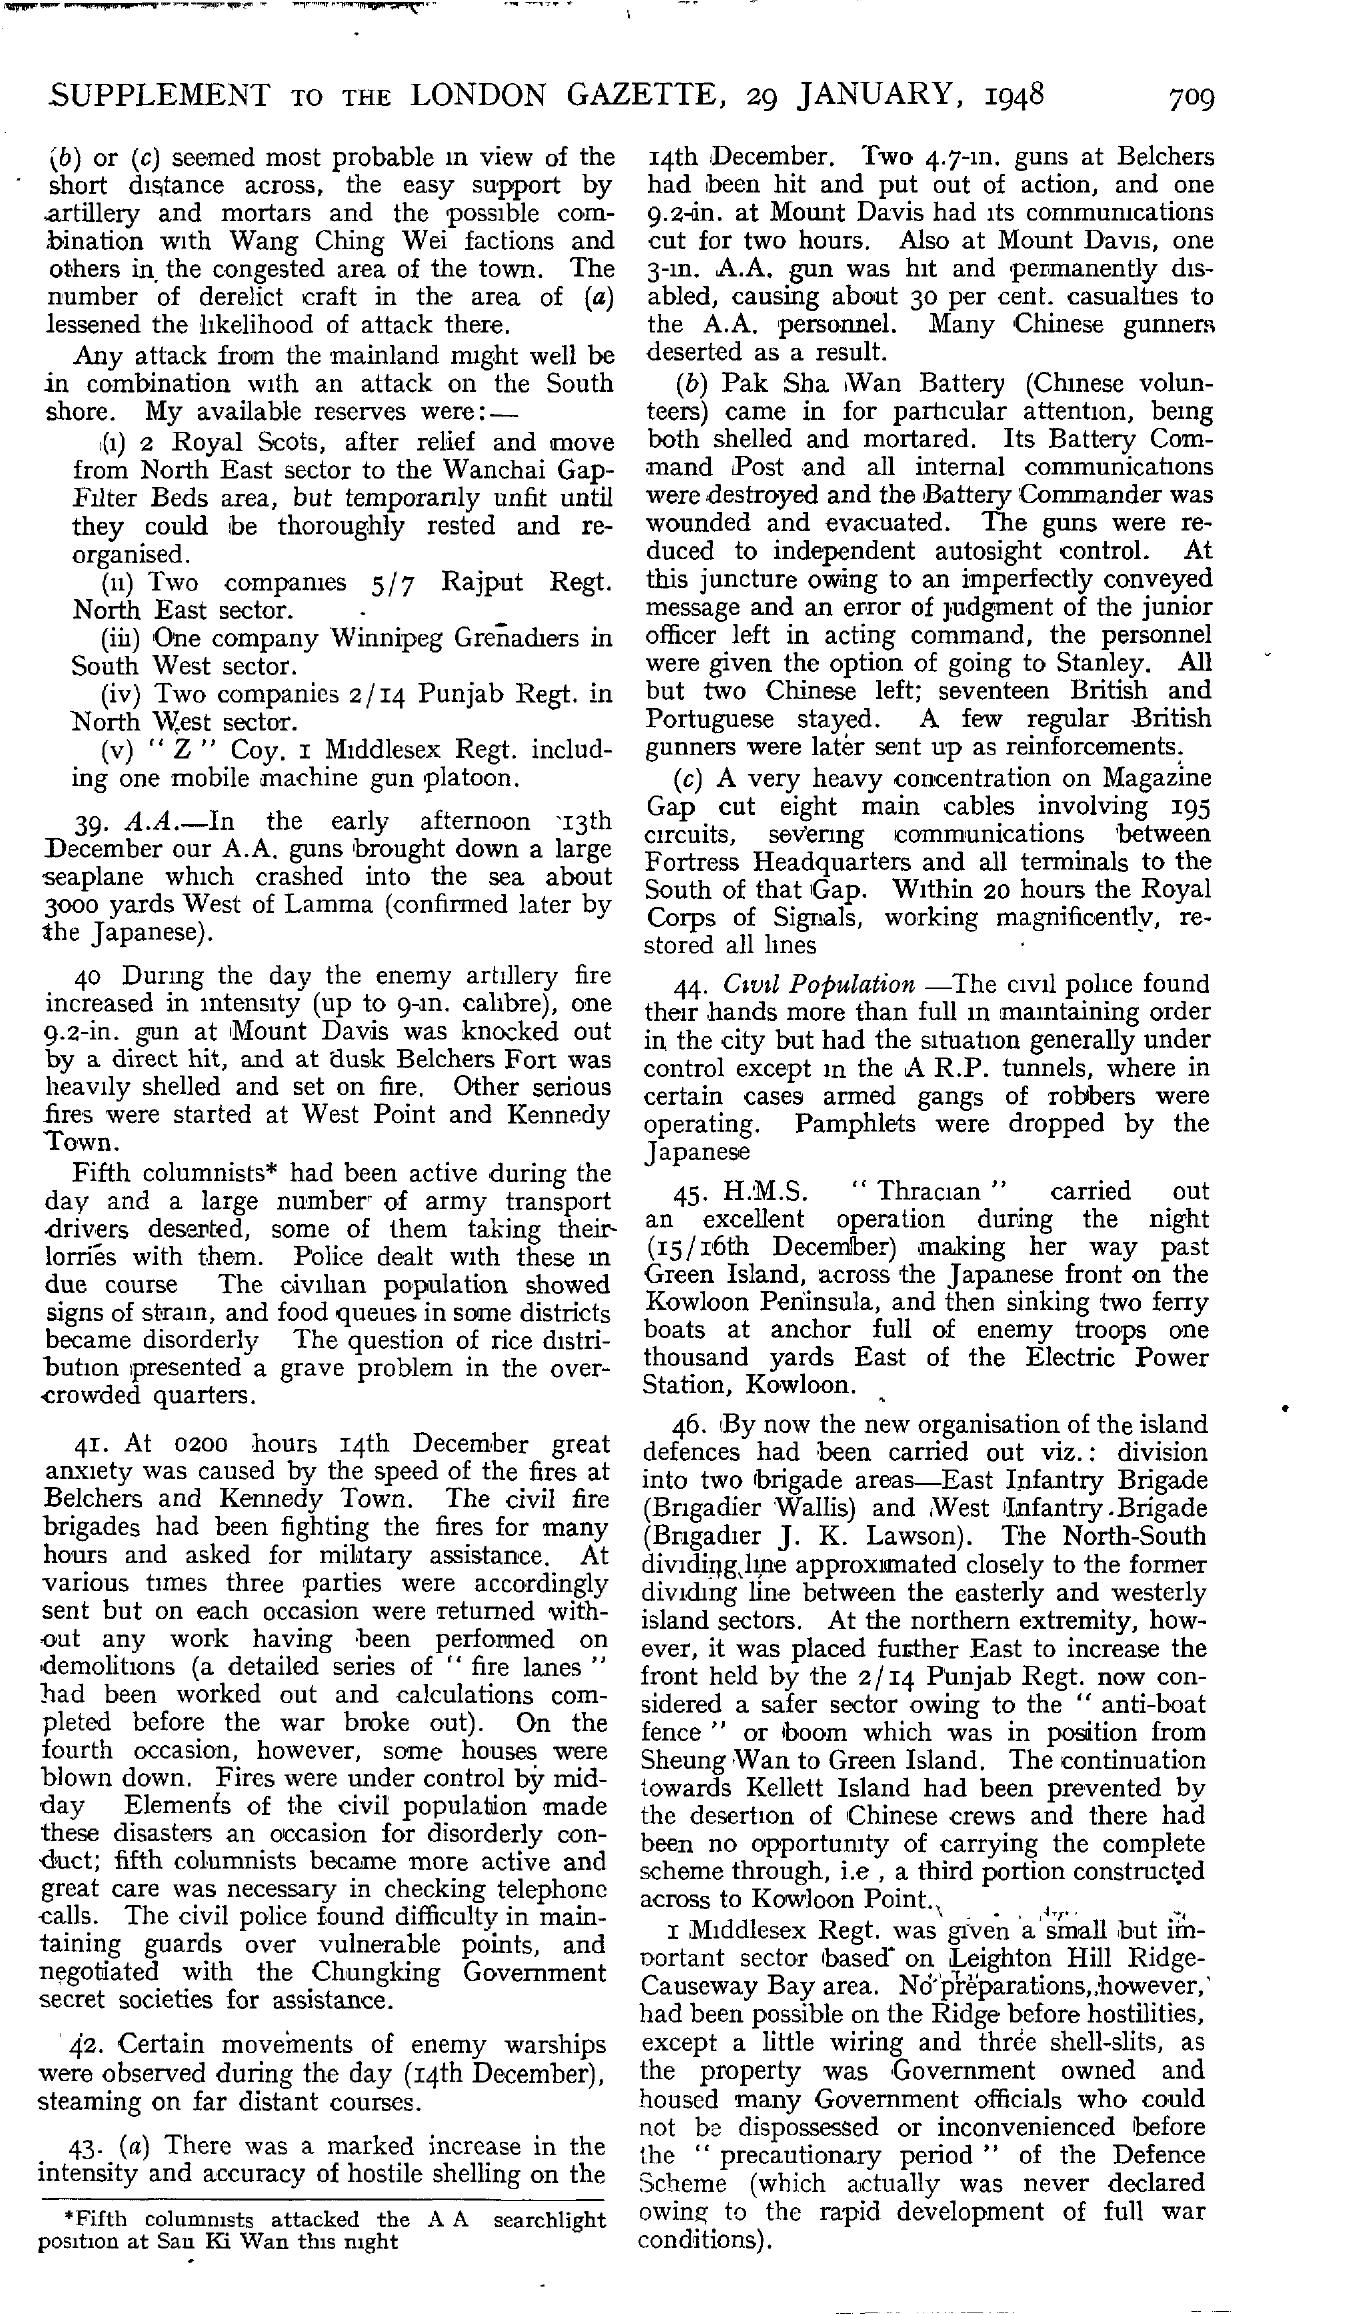 SUPPLEMENT TO THE LONDON GAZETTE, 29 JANUARY, 1948 709
(b) or (c) seemed most probable in view of the
short distance across, the easy support by
artillery and mortars and the possible com-
bination with Wang Ching Wei factions and
others in the congested area of the town. The
number of derelict craft in the area of (a)
lessened the likelihood of attack there.
Any attack from the mainland might well be
in combination with an attack on the South
shore. My available reserves were:—
(i) 2 Royal Scots, after relief and move
from North East sector to the Wanchai Gap-
Filter Beds area, but temporarily unfit until
they could be thoroughly rested and re-
organised.
(ii) Two companies 5/7 Rajput Regt.
North East sector.
(iii) One company Winnipeg Grenadiers in
South West sector.
(iv) Two companies 2/14 Punjab Regt. in
North West sector.
(v) "Z" Coy. 1 Middlesex Regt. includ-
ing one mobile machine gun platoon.
39. A.A.—In the early afternoon 13th
December our A.A. guns brought down a large
seaplane which crashed into the sea about
3000 yards West of Lamma (confirmed later by
the Japanese).
40 During the day the enemy artillery fire
increased in intensity (up to 9-in. calibre), one
9.2-in. gun at Mount Davis was knocked out
by a direct hit, and at dusk Belchers Fort was
heavily shelled and set on fire. Other serious
fires were started at West Point and Kennedy
Town.
Fifth columnists* had been active during the
day and a large number of army transport
drivers deserted, some of them taking their
lorries with them. Police dealt with these in
due course The civilian population showed
signs of strain, and food queues in some districts
became disorderly The question of rice distri-
bution presented a grave problem in the over-
crowded quarters.
41. At 0200 hours 14th December great
anxiety was caused by the speed of the fires at
Belchers and Kennedy Town. The civil fire
brigades had been fighting the fires for many
hours and asked for military assistance. At
various times three parties were accordingly
sent but on each occasion were returned with-
out any work having been performed on
demolitions (a detailed series of "fire lanes"
had been worked out and calculations com-
pleted before the war broke out). On the
fourth occasion, however, some houses were
blown down. Fires were under control by mid-
day Elements of the civil population made
these disasters an occasion for disorderly con-
duct; fifth columnists became more active and
great care was necessary in checking telephone
calls. The civil police found difficulty in main-
taining guards over vulnerable points, and
negotiated with the Chungking Government
secret societies for assistance.
42. Certain movements of enemy warships
were observed during the day (14th December),
steaming on far distant courses.
43. (a) There was a marked increase in the
intensity and accuracy of hostile shelling on the
*Fifth columnists attacked the A A searchlight
position at Sau Ki Wan this night
14th December. Two 4.7-in. guns at Belchers
had been hit and put out of action, and one
9.2-in. at Mount Davis had its communications
cut for two hours. Also at Mount Davis, one
3-in. A.A. gun was hit and permanently dis-
abled, causing about 30 per cent. casualties to
the A.A. personnel. Many Chinese gunners
deserted as a result.
(b) Pak Sha Wan Battery (Chinese volun-
teers) came in for particular attention, being
both shelled and mortared. Its Battery Com-
mand Post and all internal communications
were destroyed and the Battery Commander was
wounded and evacuated. The guns were re-
duced to independent autosight control. At
this juncture owing to an imperfectly conveyed
message and an error of judgment of the junior
officer left in acting command, the personnel
were given the option of going to Stanley. All
but two Chinese left; seventeen British and
Portuguese stayed. A few regular British
gunners were later sent up as reinforcements.
(c) A very heavy concentration on Magazine
Gap cut eight main cables involving 195
circuits, severing communications between
Fortress Headquarters and all terminals to the
South of that Gap. Within 20 hours the Royal
Corps of Signals, working magnificently, re-
stored all lines
44. Civil Population —The civil police found
their hands more than full in maintaining order
in the city but had the situation generally under
control except in the A R.P. tunnels, where in
certain cases armed gangs of robbers were
operating. Pamphlets were dropped by the
Japanese
45. H.M.S. "Thracian" carried out
an excellent operation during the night
(15/16th December) making her way past
Green Island, across the Japanese front on the
Kowloon Peninsula, and then sinking two ferry
boats at anchor full of enemy troops one
thousand yards East of the Electric Power
Station, Kowloon.
46. By now the new organisation of the island
defences had been carried out viz.: division
into two brigade areas—East Infantry Brigade
(Brigadier Wallis) and West Infantry Brigade
(Brigadier J. K. Lawson). The North-South
dividing line approximated closely to the former
dividing line between the easterly and westerly
island sectors. At the northern extremity, how-
ever, it was placed further East to increase the
front held by the 2/14 Punjab Regt. now con-
sidered a safer sector owing to the "anti-boat
fence" or boom which was in position from
Sheung Wan to Green Island. The continuation
towards Kellett Island had been prevented by
the desertion of Chinese crews and there had
been no opportunity of carrying the complete
scheme through, i.e , a third portion constructed
across to Kowloon Point.
1 Middlesex Regt. was given a small but im-
portant sector based on Leighton Hill Ridge-
Causeway Bay area. No preparations, however,
had been possible on the Ridge before hostilities,
except a little wiring and three shell-slits, as
the property was Government owned and
housed many Government officials who could
not be dispossessed or inconvenienced before
the "precautionary period" of the Defence
Scheme (which actually was never declared
owing to the rapid development of full war
conditions).